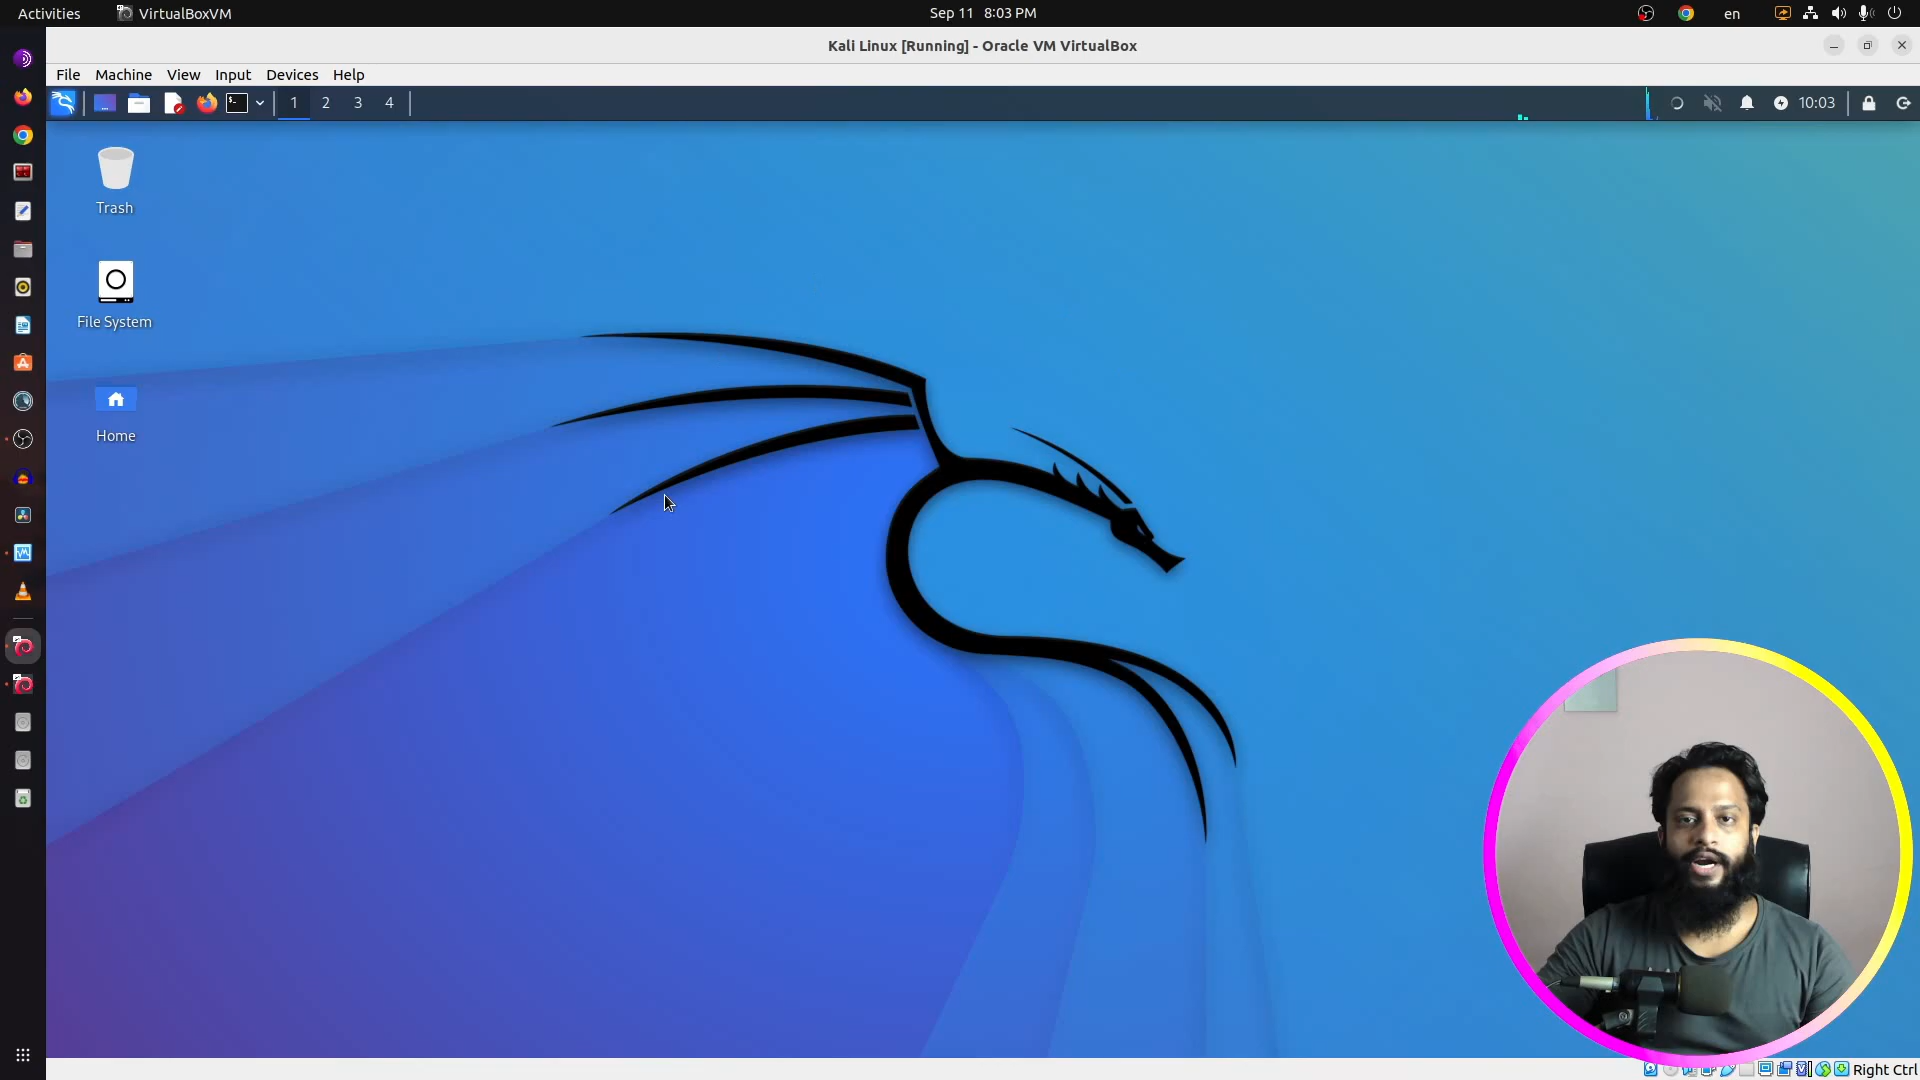 Activities VirtualBoxVM Sep 11 8:03 PM en
Kali Linux [Running] - Oracle VM VirtualBox
File Machine View Input Devices Help
1 2 3 4 10:03
Trash
File System
Home
Right Ctrl